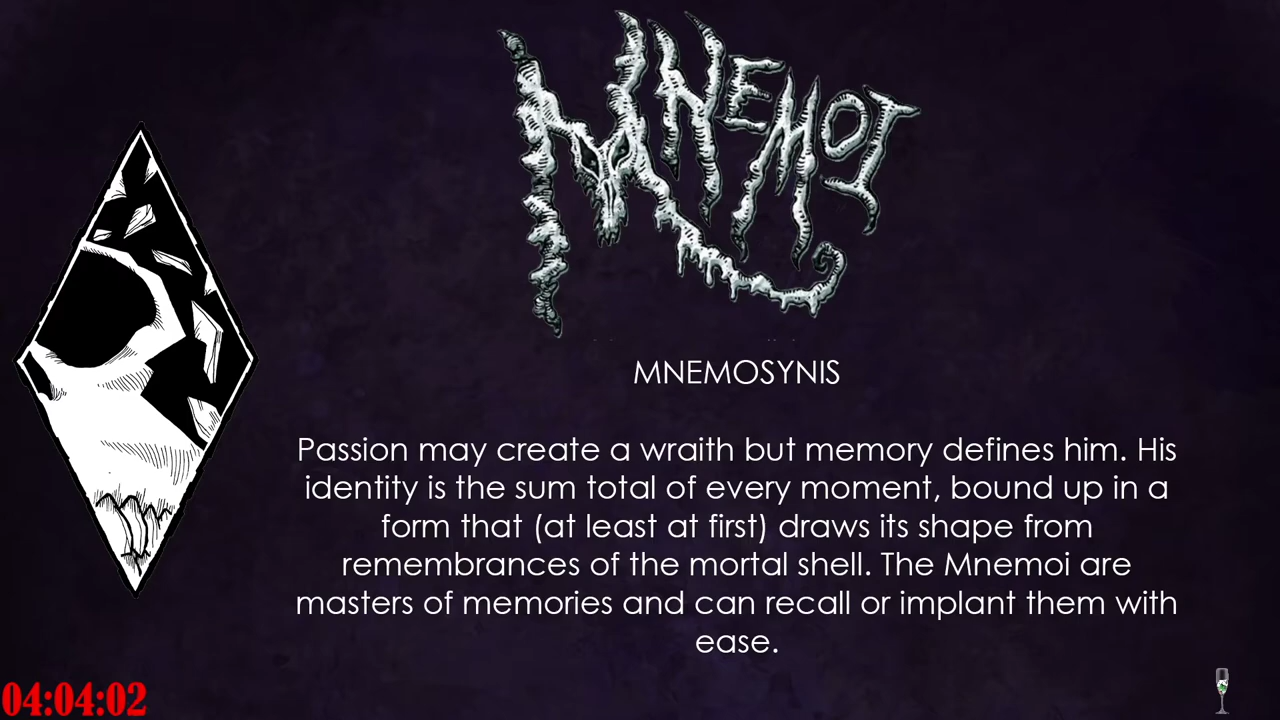 MNEMOI
MNEMOSYNIS
Passion may create a wraith but memory defines him. His
identity is the sum total of every moment, bound up in a
form that (at least at first) draws its shape from
remembrances of the mortal shell. The Mnemoi are
masters of memories and can recall or implant them with
ease.
04:04:02